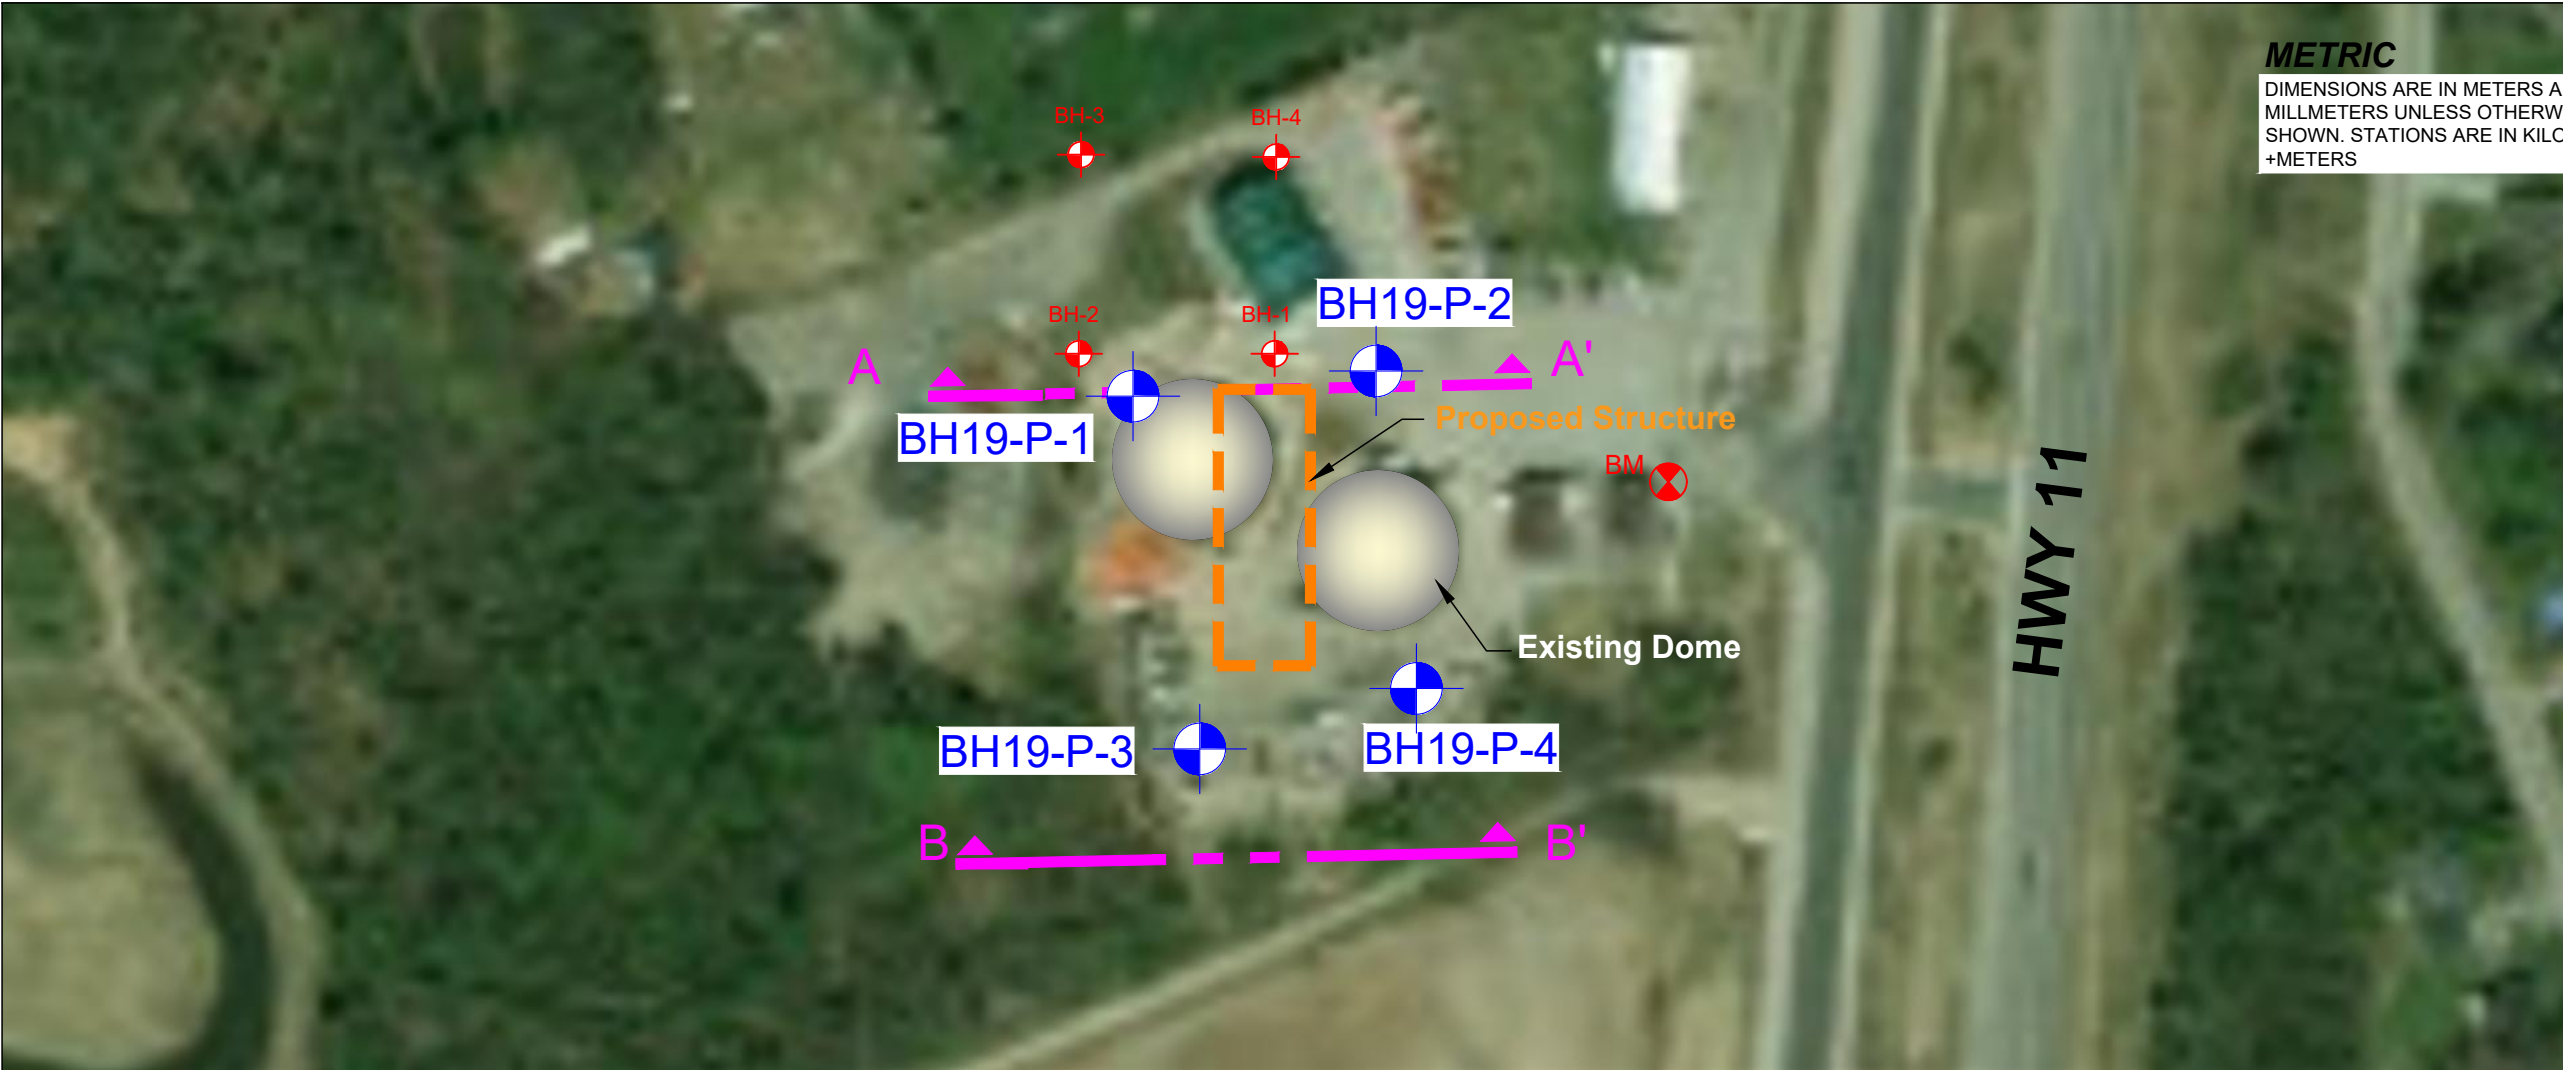 METRIC
DIMENSIONS ARE IN METERS A
MILLMETERS UNLESS OTHERW
SHOWN. STATIONS ARE IN KILO
+METERS
BH-3
BH-4
BH-2
BH-1
BH19-P-2
A
A'
BH19-P-1
Proposed Structure
BM
HWY 11
Existing Dome
BH19-P-3
BH19-P-4
B
B'